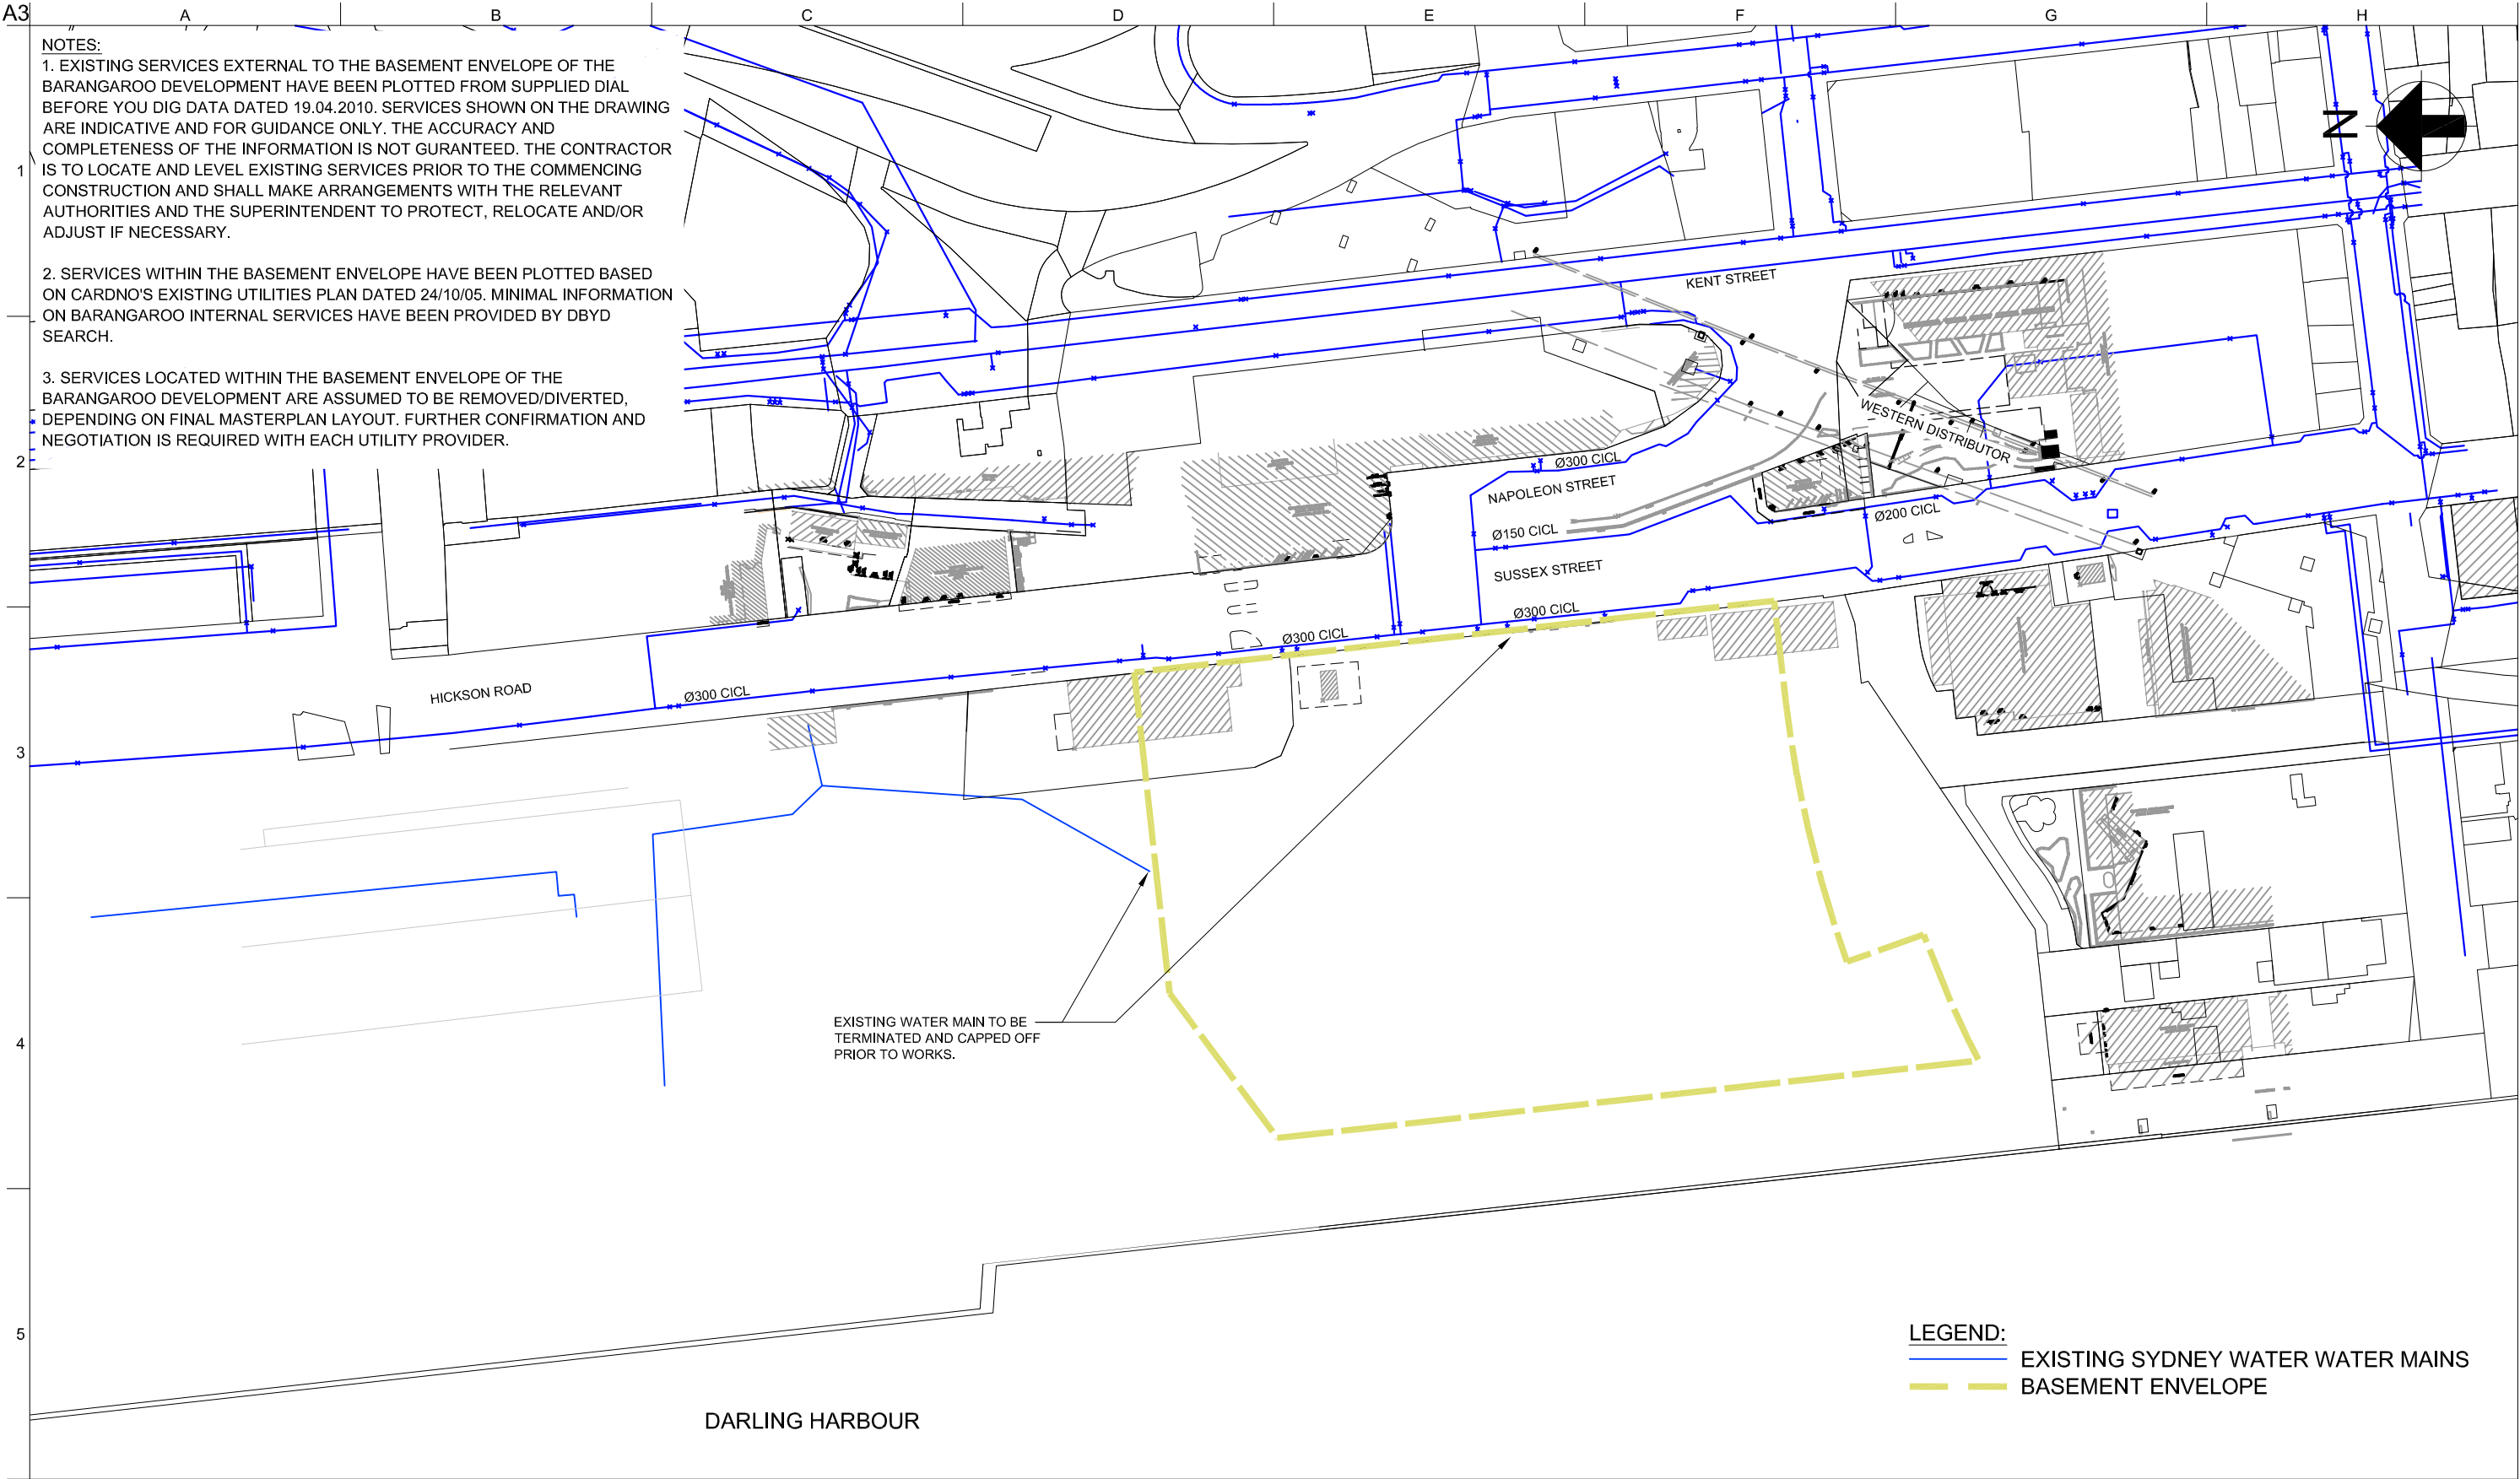 A3
A B C D E F G H
NOTES:
1. EXISTING SERVICES EXTERNAL TO THE BASEMENT ENVELOPE OF THE
BARANGAROO DEVELOPMENT HAVE BEEN PLOTTED FROM SUPPLIED DIAL
BEFORE YOU DIG DATA DATED 19.04.2010. SERVICES SHOWN ON THE DRAWING
ARE INDICATIVE AND FOR GUIDANCE ONLY. THE ACCURACY AND
COMPLETENESS OF THE INFORMATION IS NOT GURANTEED. THE CONTRACTOR
IS TO LOCATE AND LEVEL EXISTING SERVICES PRIOR TO THE COMMENCING
CONSTRUCTION AND SHALL MAKE ARRANGEMENTS WITH THE RELEVANT
AUTHORITIES AND THE SUPERINTENDENT TO PROTECT, RELOCATE AND/OR
ADJUST IF NECESSARY.
2. SERVICES WITHIN THE BASEMENT ENVELOPE HAVE BEEN PLOTTED BASED
ON CARDNO'S EXISTING UTILITIES PLAN DATED 24/10/05. MINIMAL INFORMATION
ON BARANGAROO INTERNAL SERVICES HAVE BEEN PROVIDED BY DBYD
SEARCH.
3. SERVICES LOCATED WITHIN THE BASEMENT ENVELOPE OF THE
BARANGAROO DEVELOPMENT ARE ASSUMED TO BE REMOVED/DIVERTED,
DEPENDING ON FINAL MASTERPLAN LAYOUT. FURTHER CONFIRMATION AND
NEGOTIATION IS REQUIRED WITH EACH UTILITY PROVIDER.
1
2
3
4
5
N
KENT STREET
WESTERN DISTRIBUTOR
Ø300 CICL
NAPOLEON STREET
Ø200 CICL
Ø150 CICL
SUSSEX STREET
Ø300 CICL
Ø300 CICL
HICKSON ROAD
Ø300 CICL
EXISTING WATER MAIN TO BE
TERMINATED AND CAPPED OFF
PRIOR TO WORKS.
LEGEND:
EXISTING SYDNEY WATER WATER MAINS
BASEMENT ENVELOPE
DARLING HARBOUR